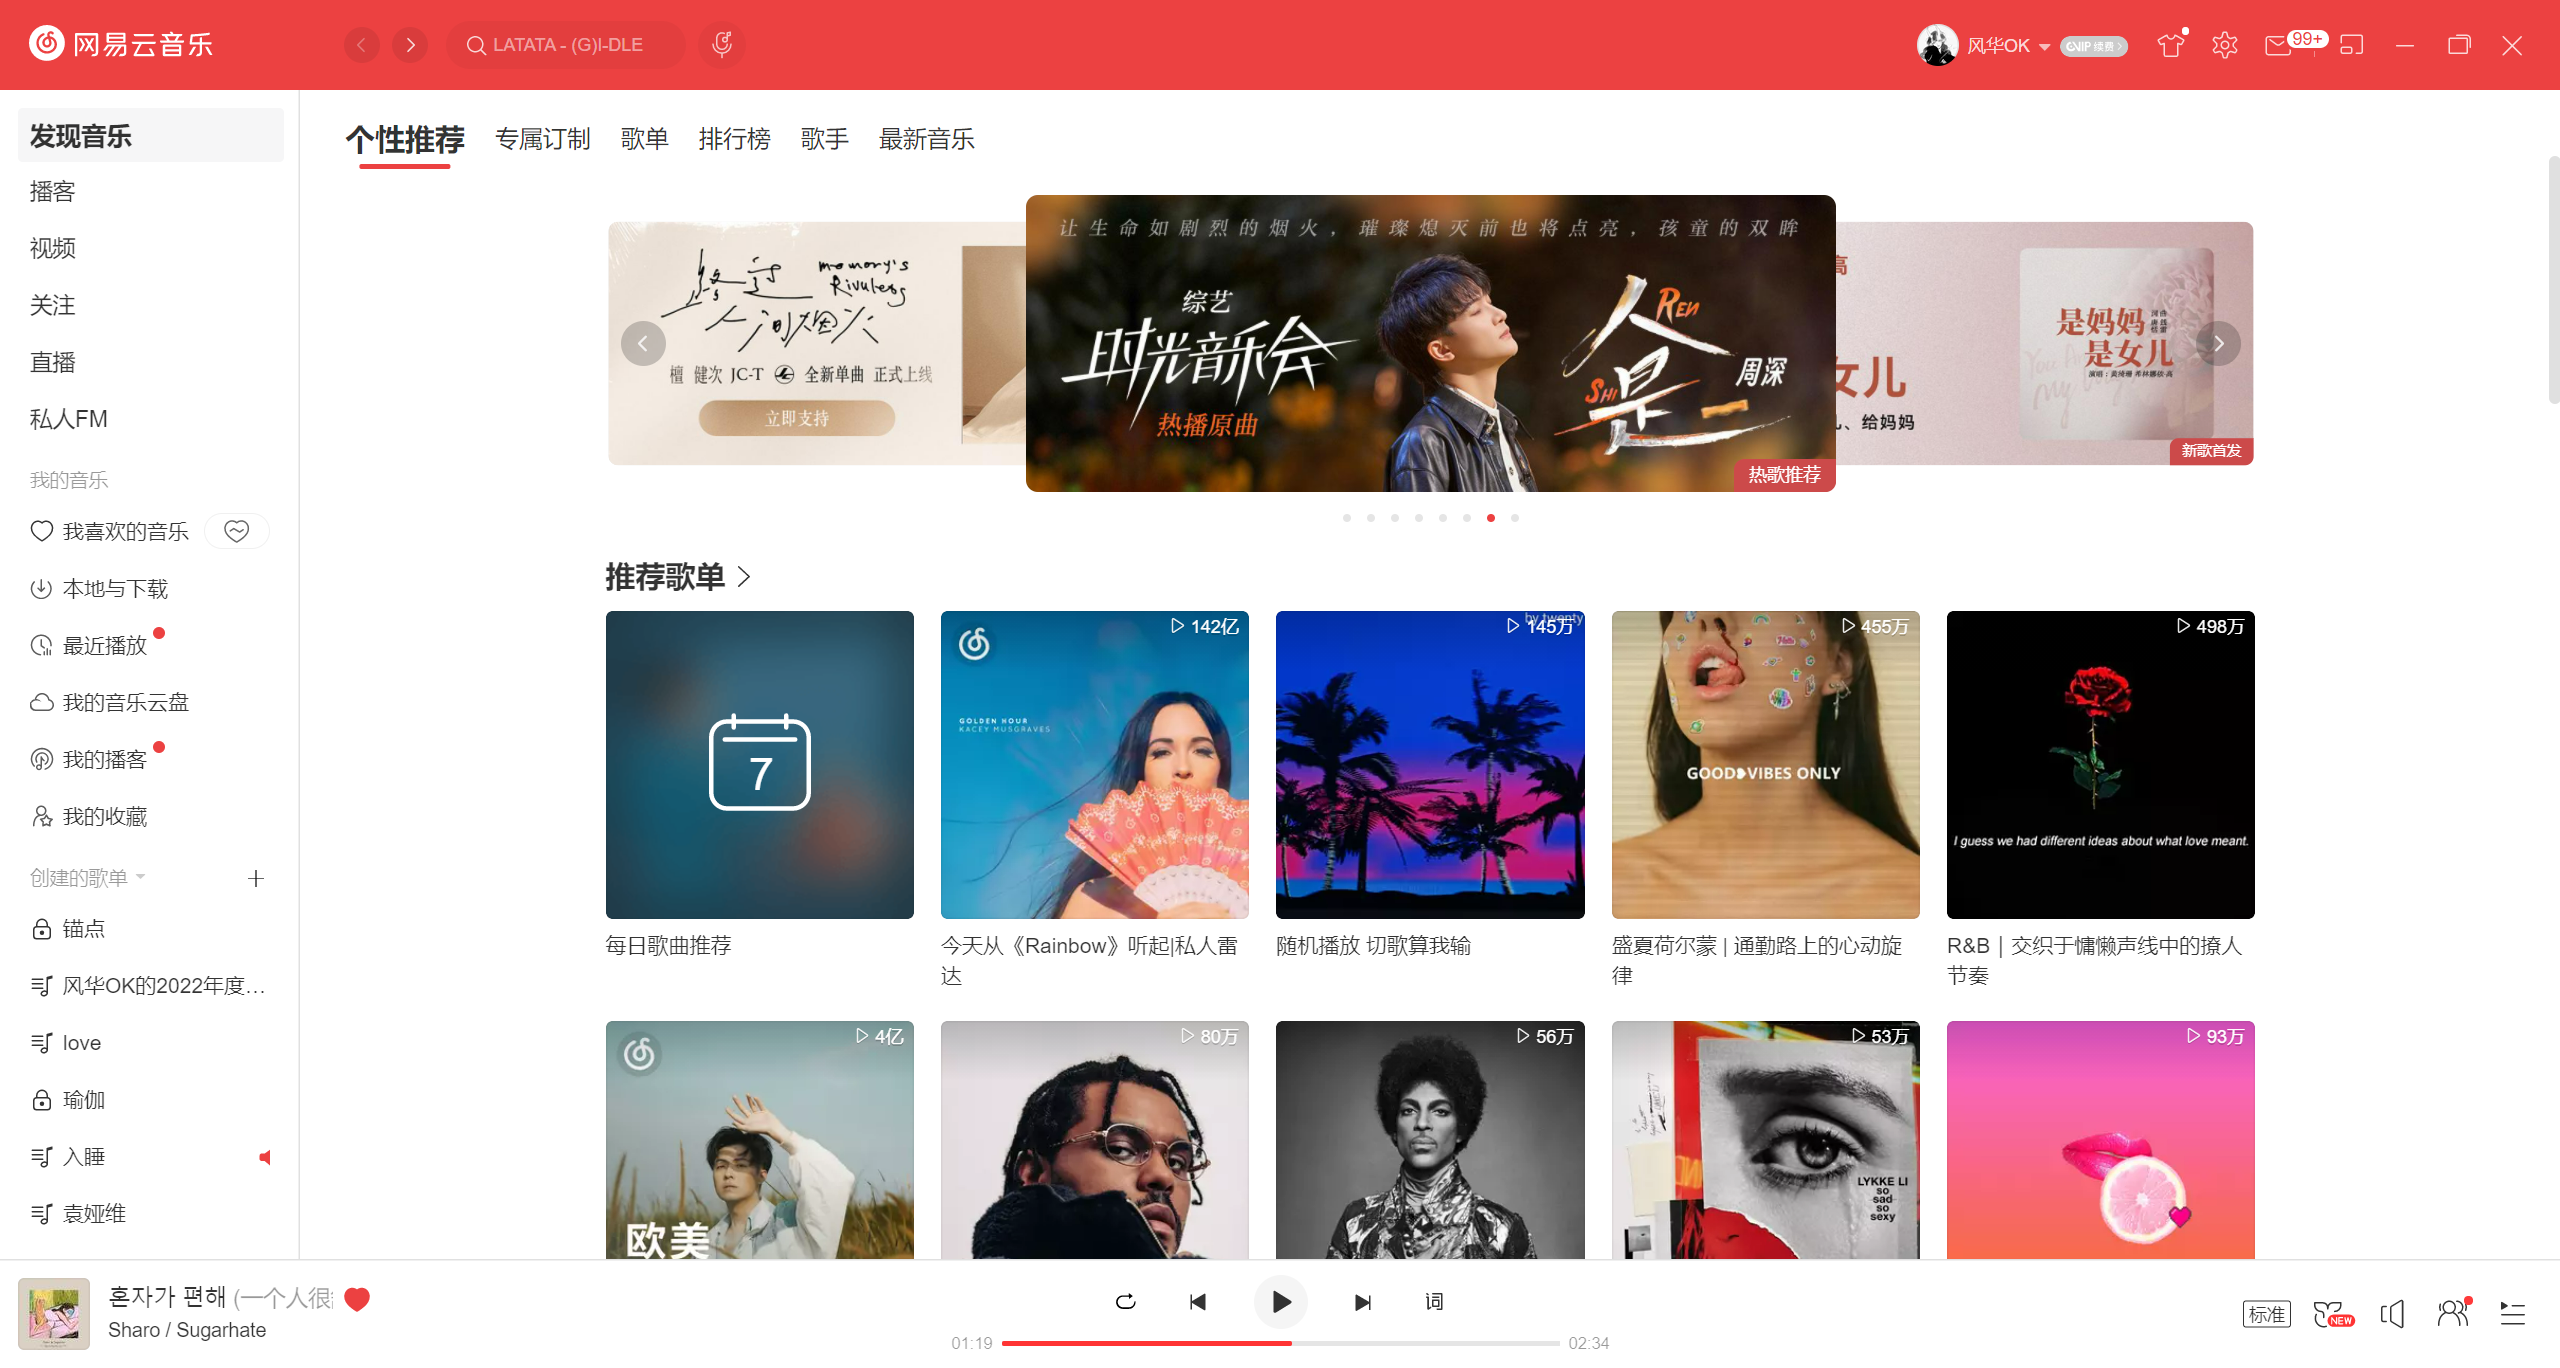 网易云音乐
LATATA - (G)I-DLE
风华OK
VIP 续费
99+
发现音乐
播客
视频
关注
直播
私人FM
我的音乐
我喜欢的音乐
本地与下载
最近播放
我的音乐云盘
我的播客
我的收藏
创建的歌单
锚点
风华OK的2022年度…
love
瑜伽
入睡
袁娅维
个性推荐
专属订制
歌单
排行榜
歌手
最新音乐
memory's
Rivulets
檀 健次 JC-T 全新单曲 正式上线
立即支持
让生命如剧烈的烟火，璀璨熄灭前也将点亮，孩童的双眸
综艺
时光音乐会
热播原曲
人是
REN
SHI
周深
热歌推荐
高
女儿
、给妈妈
是妈妈
是女儿
新歌首发
推荐歌单
7
每日歌曲推荐
142亿
GOLDEN HOUR
KACEY MUSGRAVES
今天从《Rainbow》听起|私人雷
达
by twenty
145万
随机播放 切歌算我输
455万
GOOD VIBES ONLY
盛夏荷尔蒙 | 通勤路上的心动旋
律
498万
I guess we had different ideas about what love meant.
R&B｜交织于慵懒声线中的撩人
节奏
4亿
欧美
80万
56万
53万
LYKKE LI
so
sad
so
sexy
93万
혼자가 편해 (一个人很
Sharo / Sugarhate
词
01:19
02:34
标准
NEW